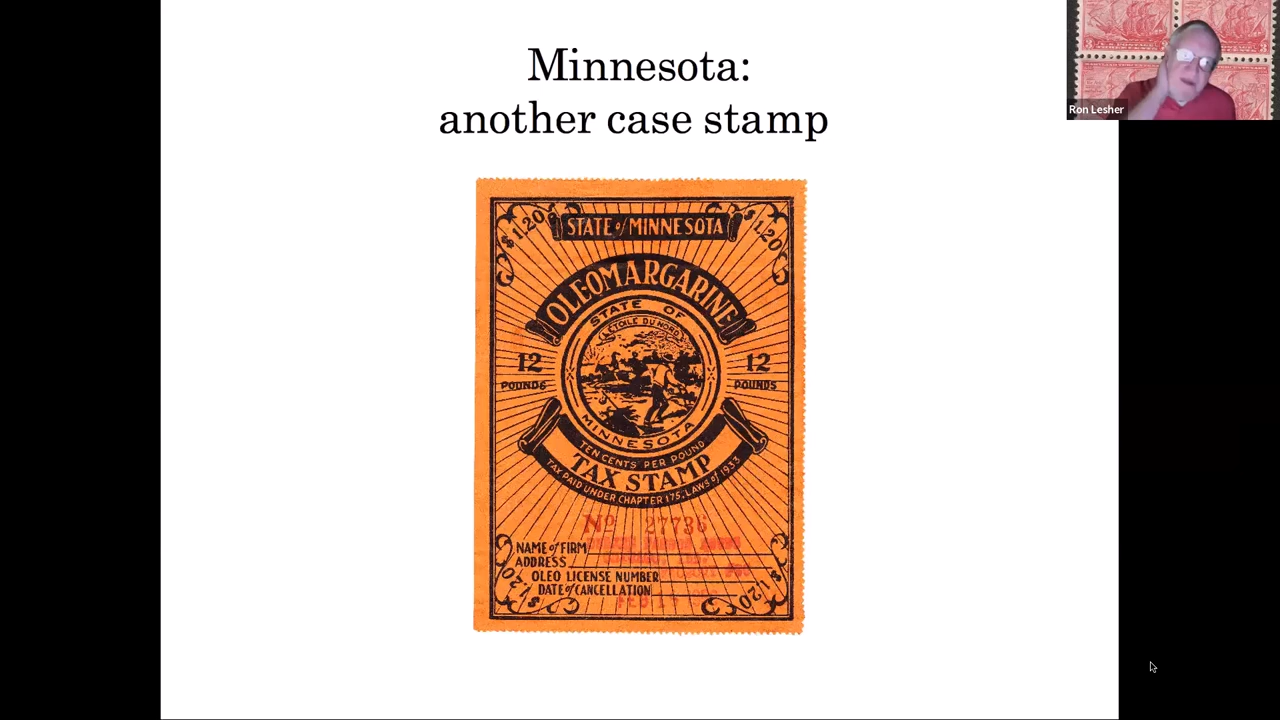 Minnesota:
another case stamp
Ron Lesher
$1.20
STATE of MINNESOTA
$1.20
OLEOMARGARINE
STATE OF
L'ETOILE DU NORD
12
POUNDS
12
POUNDS
MINNESOTA
TEN CENTS PER POUND
TAX STAMP
TAX PAID UNDER CHAPTER 175, LAWS of 1933
No 27736
NAME of FIRM
ADDRESS
OLEO LICENSE NUMBER
DATE of CANCELLATION
$1.20
$1.20